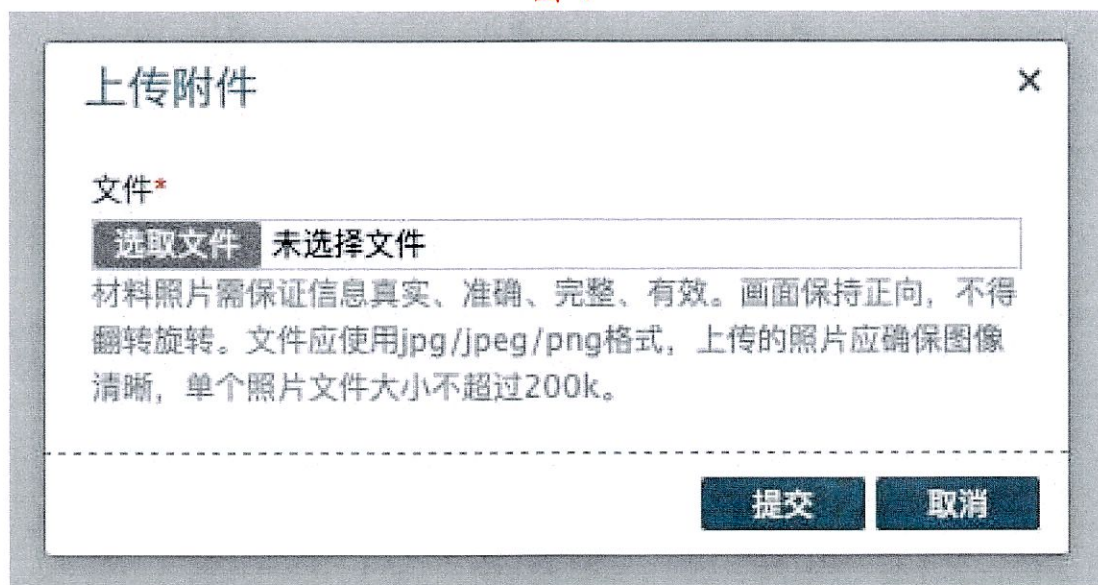 上传附件
×
文件*
选取文件 未选择文件
材料照片需保证信息真实、准确、完整、有效。画面保持正向，不得
翻转旋转。文件应使用jpg/jpeg/png格式，上传的照片应确保图像
清晰，单个照片文件大小不超过200k。
提交 取消